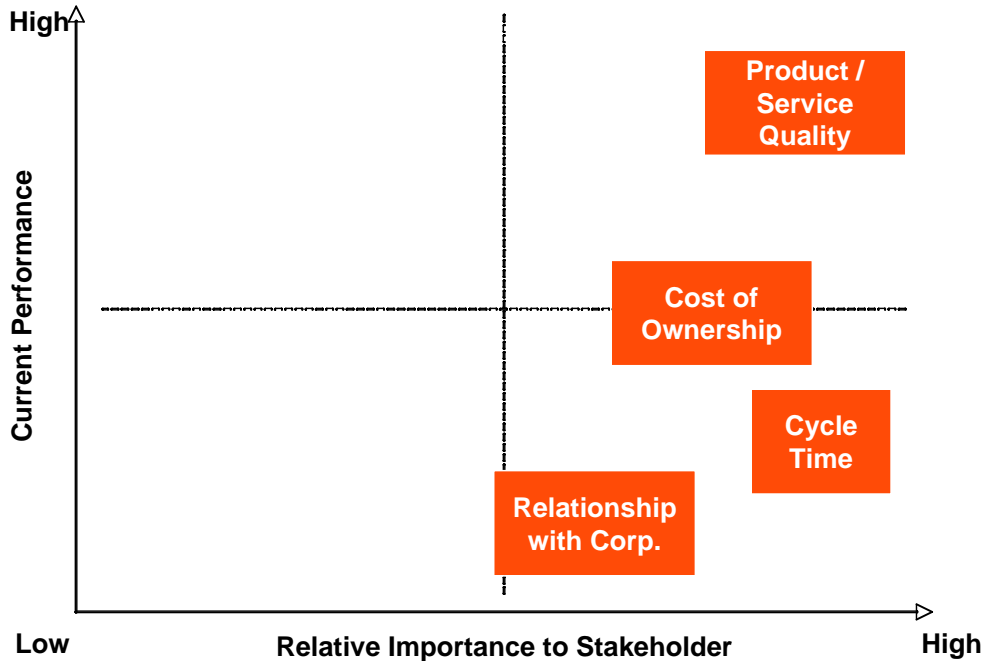 High
Product /
Service
Quality
Current Performance
Cost of
Ownership
Cycle
Time
Relationship
with Corp.
Low
Relative Importance to Stakeholder
High